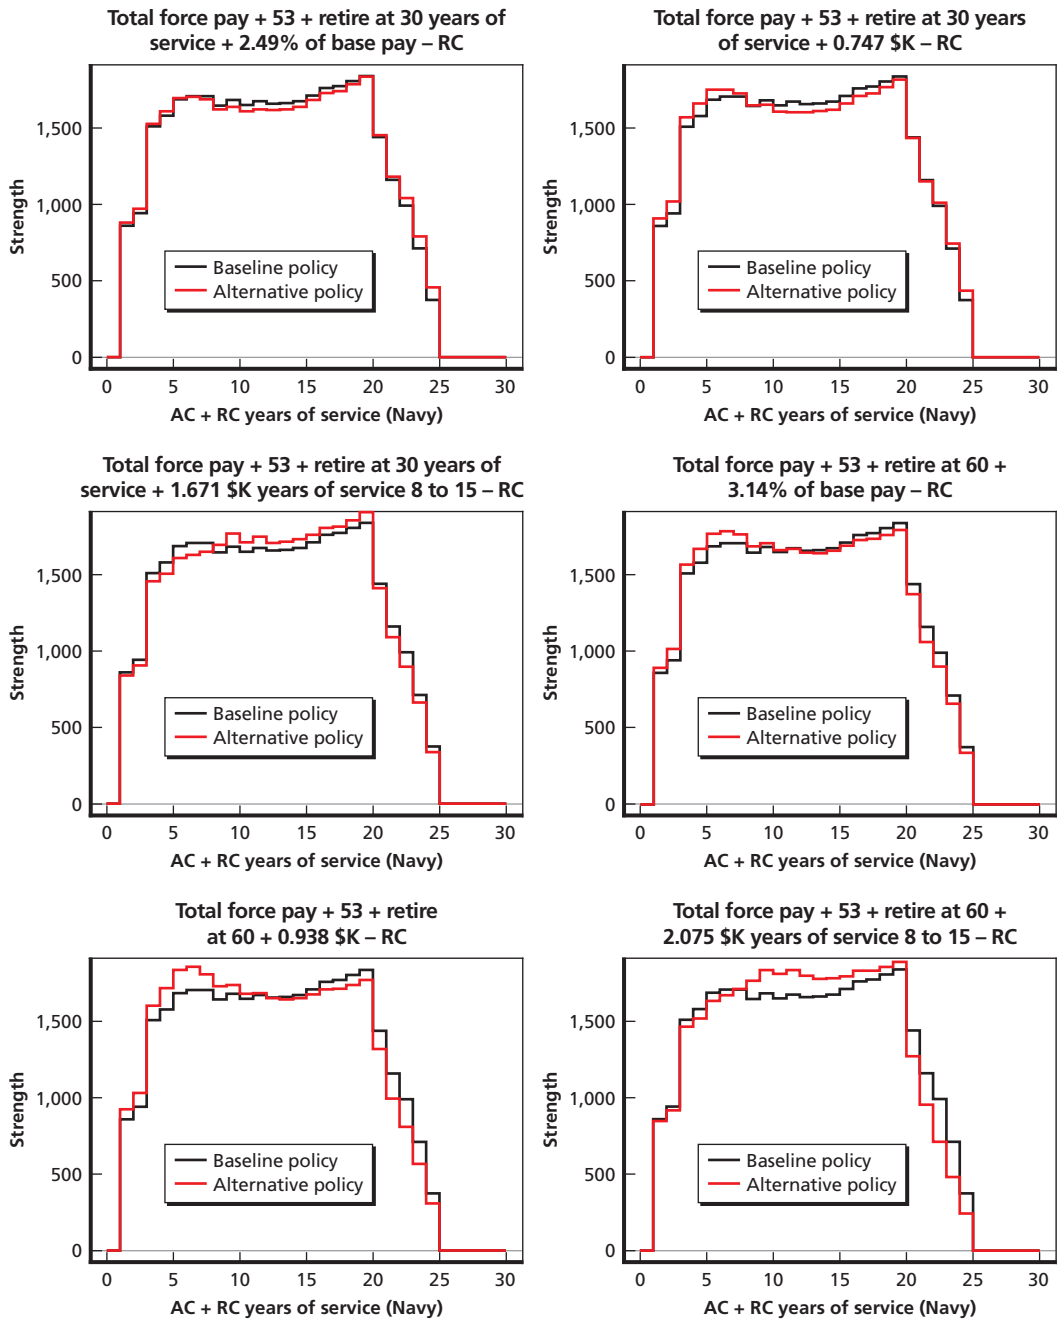 Total force pay + 53 + retire at 30 years of
service + 2.49% of base pay – RC
Strength
1,500
1,000
500
0
Baseline policy
Alternative policy
0 5 10 15 20 25 30
AC + RC years of service (Navy)
Total force pay + 53 + retire at 30 years
of service + 0.747 $K – RC
Strength
1,500
1,000
500
0
Baseline policy
Alternative policy
0 5 10 15 20 25 30
AC + RC years of service (Navy)
Total force pay + 53 + retire at 30 years of
service + 1.671 $K years of service 8 to 15 – RC
Strength
1,500
1,000
500
0
Baseline policy
Alternative policy
0 5 10 15 20 25 30
AC + RC years of service (Navy)
Total force pay + 53 + retire at 60 +
3.14% of base pay – RC
Strength
1,500
1,000
500
0
Baseline policy
Alternative policy
0 5 10 15 20 25 30
AC + RC years of service (Navy)
Total force pay + 53 + retire
at 60 + 0.938 $K – RC
Strength
1,500
1,000
500
0
Baseline policy
Alternative policy
0 5 10 15 20 25 30
AC + RC years of service (Navy)
Total force pay + 53 + retire at 60 +
2.075 $K years of service 8 to 15 – RC
Strength
1,500
1,000
500
0
Baseline policy
Alternative policy
0 5 10 15 20 25 30
AC + RC years of service (Navy)